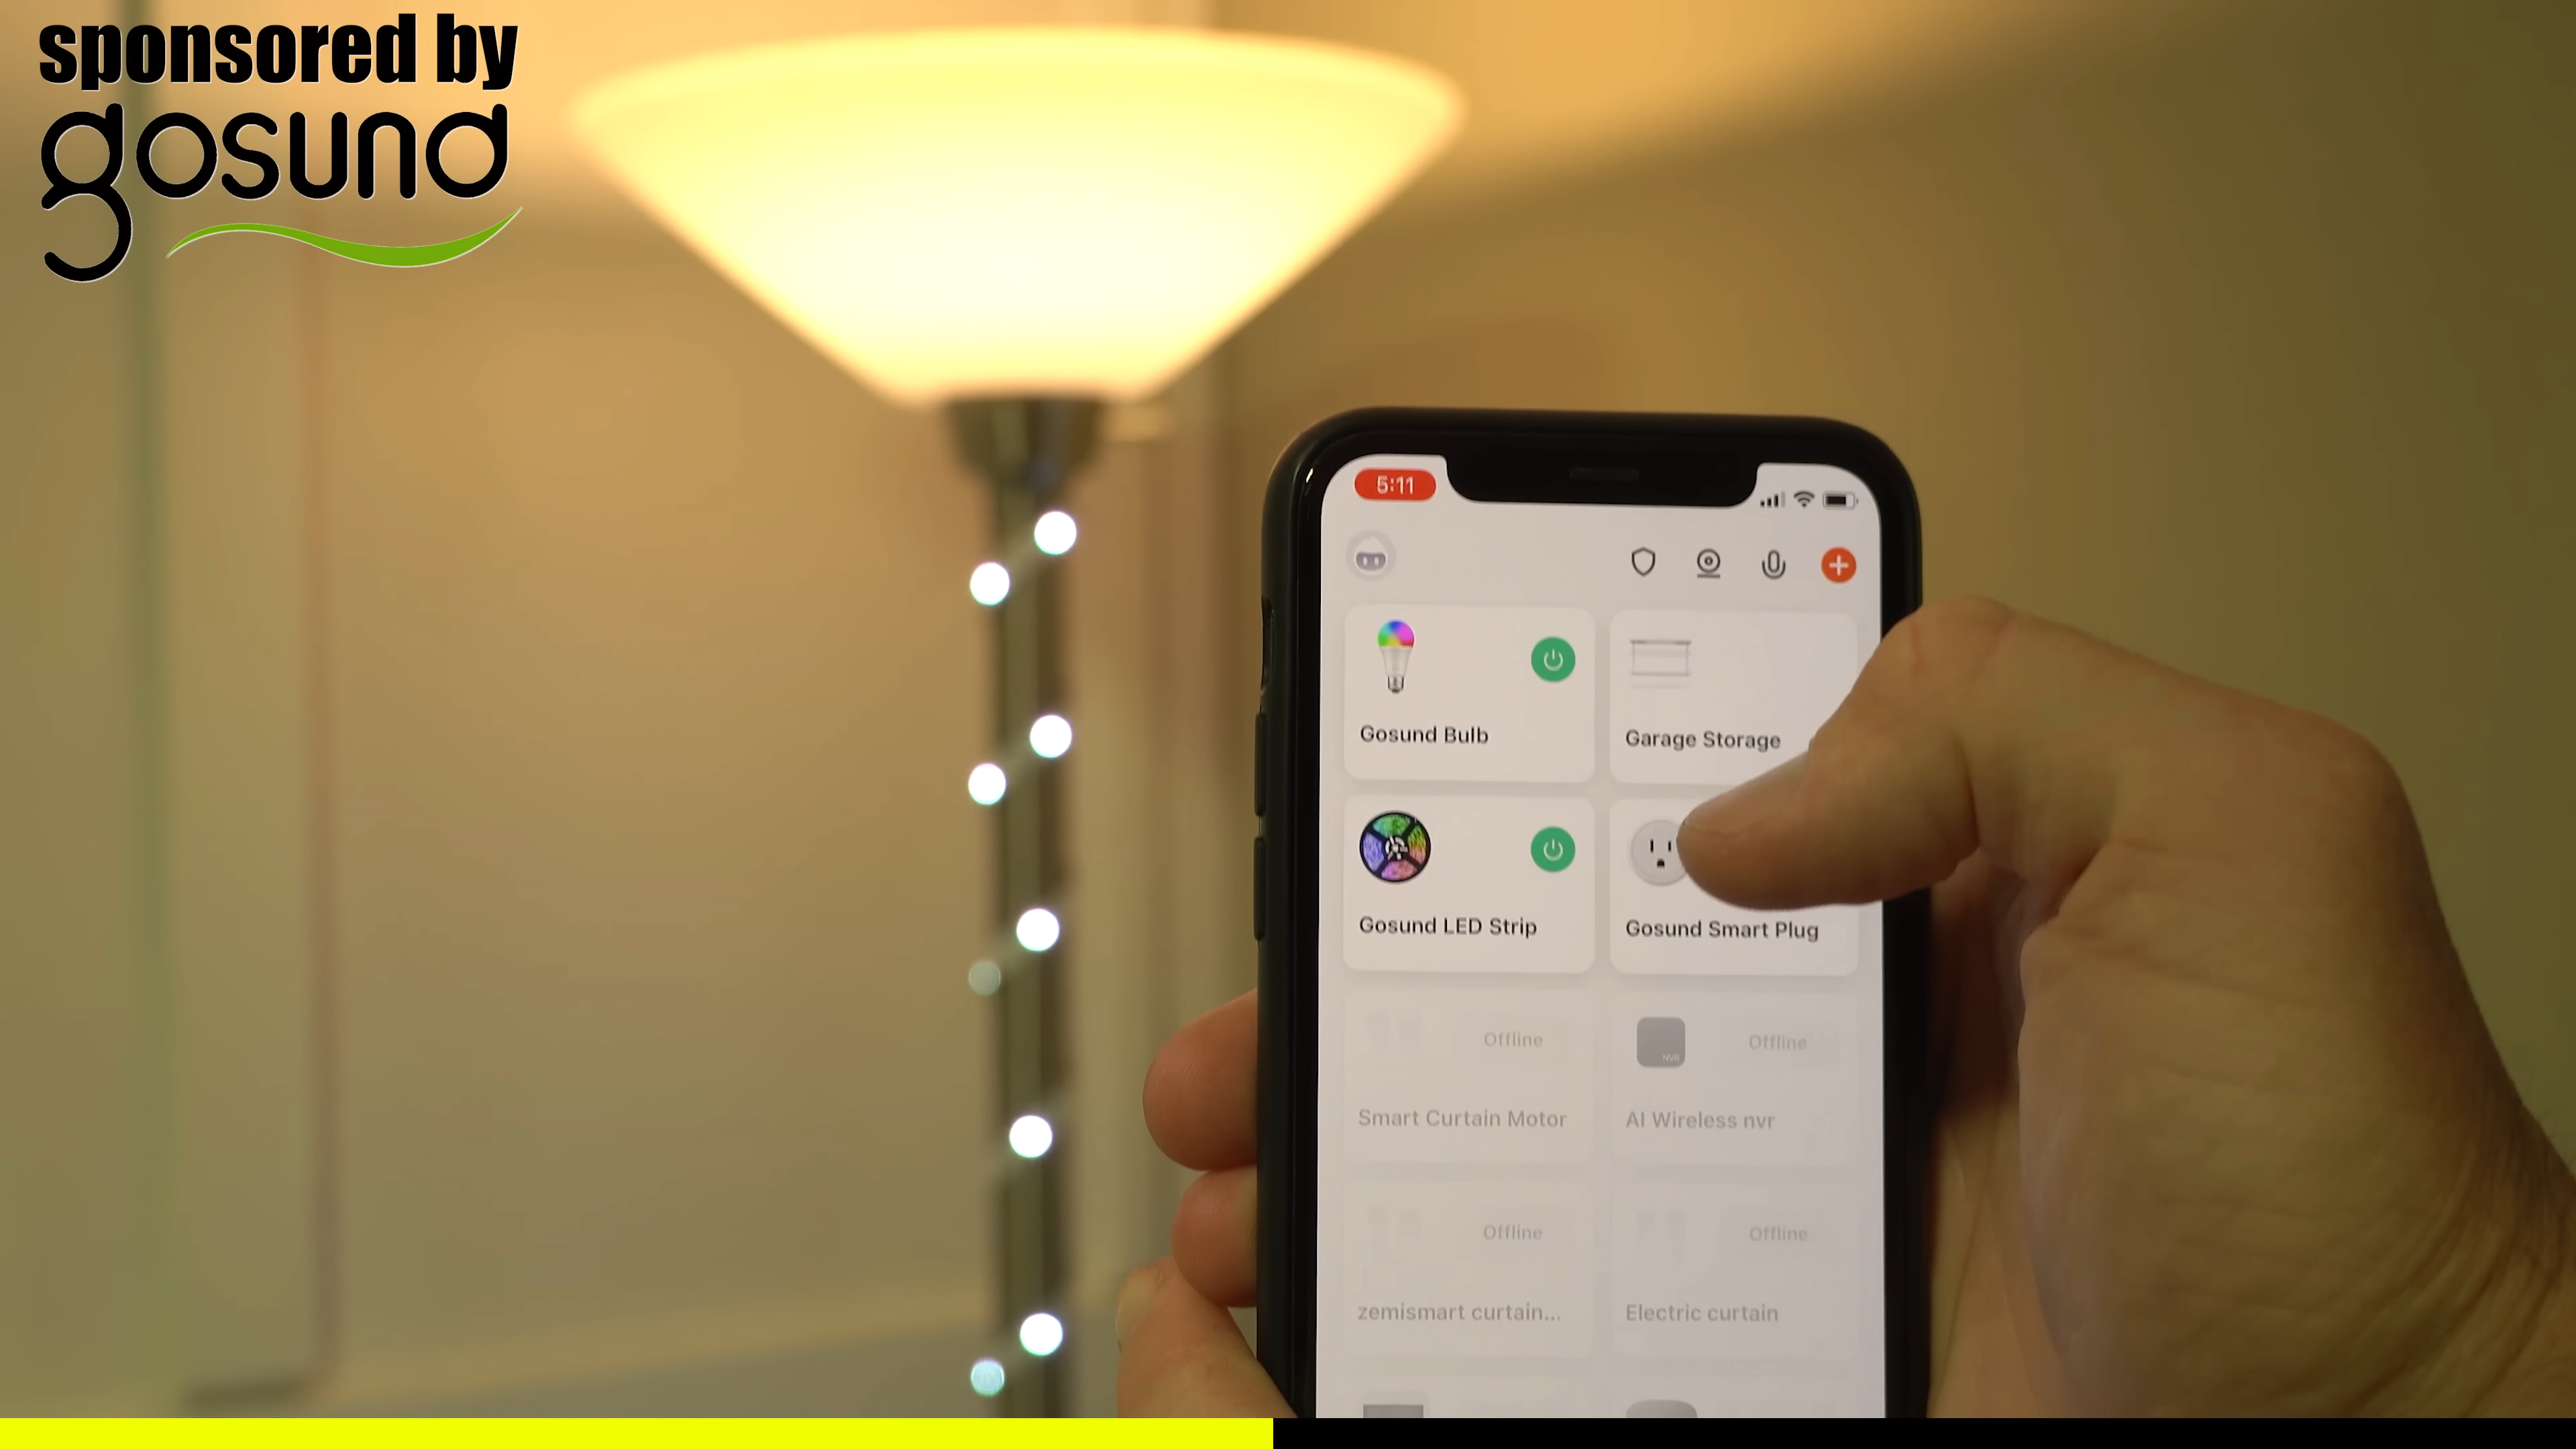 sponsored by
gosund
5:11
Gosund Bulb
Garage Storage
Gosund LED Strip
Gosund Smart Plug
Offline
NVR
Offline
Smart Curtain Motor
AI Wireless nvr
Offline
Offline
zemismart curtain...
Electric curtain